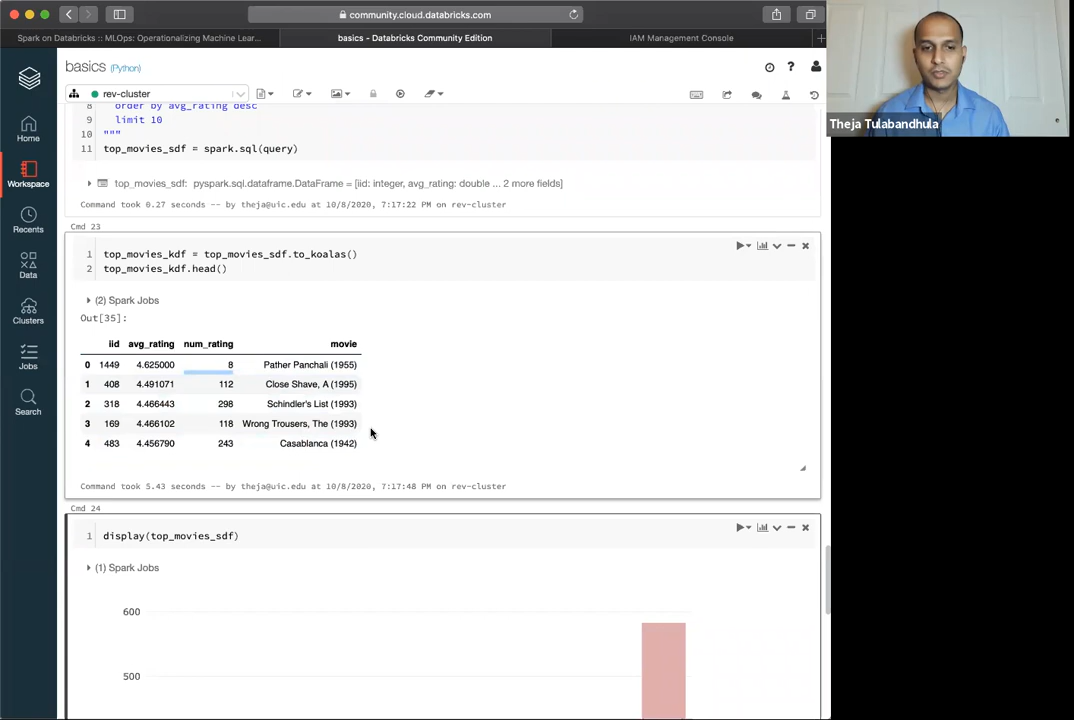 community.cloud.databricks.com
Spark on Databricks :: MLOps: Operationalizing Machine Lear...
basics - Databricks Community Edition
IAM Management Console
basics (Python)
rev-cluster
Home
Workspace
Recents
Data
Clusters
Jobs
Search
Theja Tulabandhula
8 order by avg_rating desc
9 limit 10
10 """
11 top_movies_sdf = spark.sql(query)
top_movies_sdf: pyspark.sql.dataframe.DataFrame = [iid: integer, avg_rating: double ... 2 more fields]
Command took 0.27 seconds -- by theja@uic.edu at 10/8/2020, 7:17:22 PM on rev-cluster
Cmd 23
1 top_movies_kdf = top_movies_sdf.to_koalas()
2 top_movies_kdf.head()
(2) Spark Jobs
Out[35]:
iid avg_rating num_rating movie
0 1449 4.625000 8 Pather Panchali (1955)
1 408 4.491071 112 Close Shave, A (1995)
2 318 4.466443 298 Schindler's List (1993)
3 169 4.466102 118 Wrong Trousers, The (1993)
4 483 4.456790 243 Casablanca (1942)
Command took 5.43 seconds -- by theja@uic.edu at 10/8/2020, 7:17:48 PM on rev-cluster
Cmd 24
1 display(top_movies_sdf)
(1) Spark Jobs
600
500